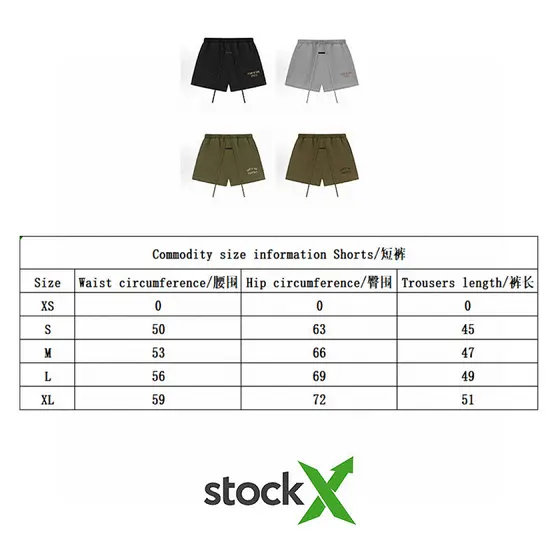 Commodity size information Shorts/短裤
Size Waist circumference/腰围 Hip circumference/臀围 Trousers length/裤长
XS 0 0 0
S 50 63 45
M 53 66 47
L 56 69 49
XL 59 72 51
stockX